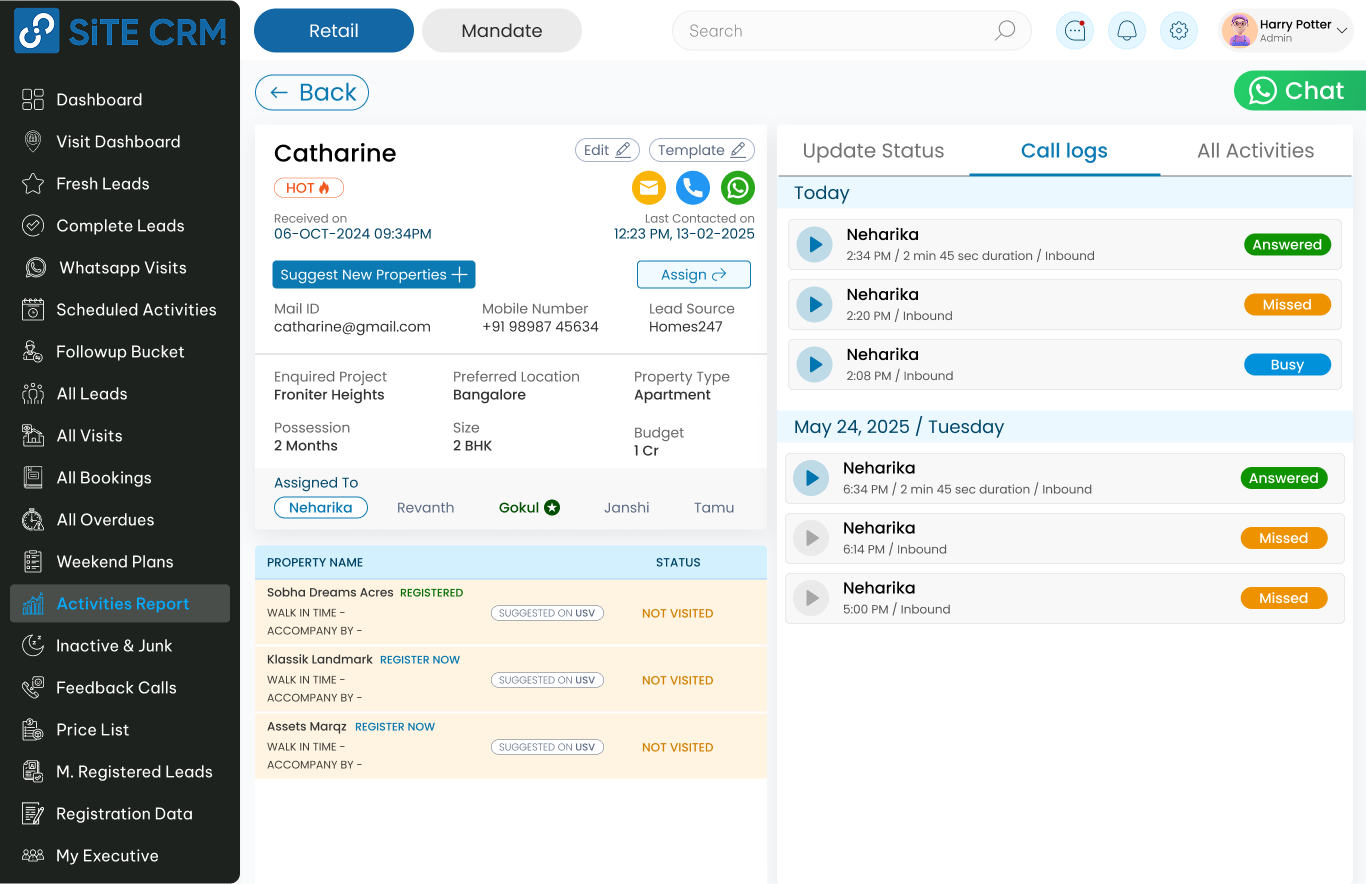 SiTE CRM
Retail
Mandate
Search
Harry Potter
Admin
Dashboard
Visit Dashboard
Fresh Leads
Complete Leads
Whatsapp Visits
Scheduled Activities
Followup Bucket
All Leads
All Visits
All Bookings
All Overdues
Weekend Plans
Activities Report
Inactive & Junk
Feedback Calls
Price List
M. Registered Leads
Registration Data
My Executive
← Back
Chat
Catharine
Edit
Template
HOT
Received on
06-OCT-2024 09:34PM
Last Contacted on
12:23 PM, 13-02-2025
Suggest New Properties +
Assign
Mail ID
catharine@gmail.com
Mobile Number
+91 98987 45634
Lead Source
Homes247
Enquired Project
Froniter Heights
Preferred Location
Bangalore
Property Type
Apartment
Possession
2 Months
Size
2 BHK
Budget
1 Cr
Assigned To
Neharika Revanth Gokul Janshi Tamu
PROPERTY NAME STATUS
Sobha Dreams Acres REGISTERED
WALK IN TIME -
ACCOMPANY BY -
SUGGESTED ON USV
NOT VISITED
Klassik Landmark REGISTER NOW
WALK IN TIME -
ACCOMPANY BY -
SUGGESTED ON USV
NOT VISITED
Assets Marqz REGISTER NOW
WALK IN TIME -
ACCOMPANY BY -
SUGGESTED ON USV
NOT VISITED
Update Status Call logs All Activities
Today
Neharika
2:34 PM / 2 min 45 sec duration / Inbound
Answered
Neharika
2:20 PM / Inbound
Missed
Neharika
2:08 PM / Inbound
Busy
May 24, 2025 / Tuesday
Neharika
6:34 PM / 2 min 45 sec duration / Inbound
Answered
Neharika
6:14 PM / Inbound
Missed
Neharika
5:00 PM / Inbound
Missed